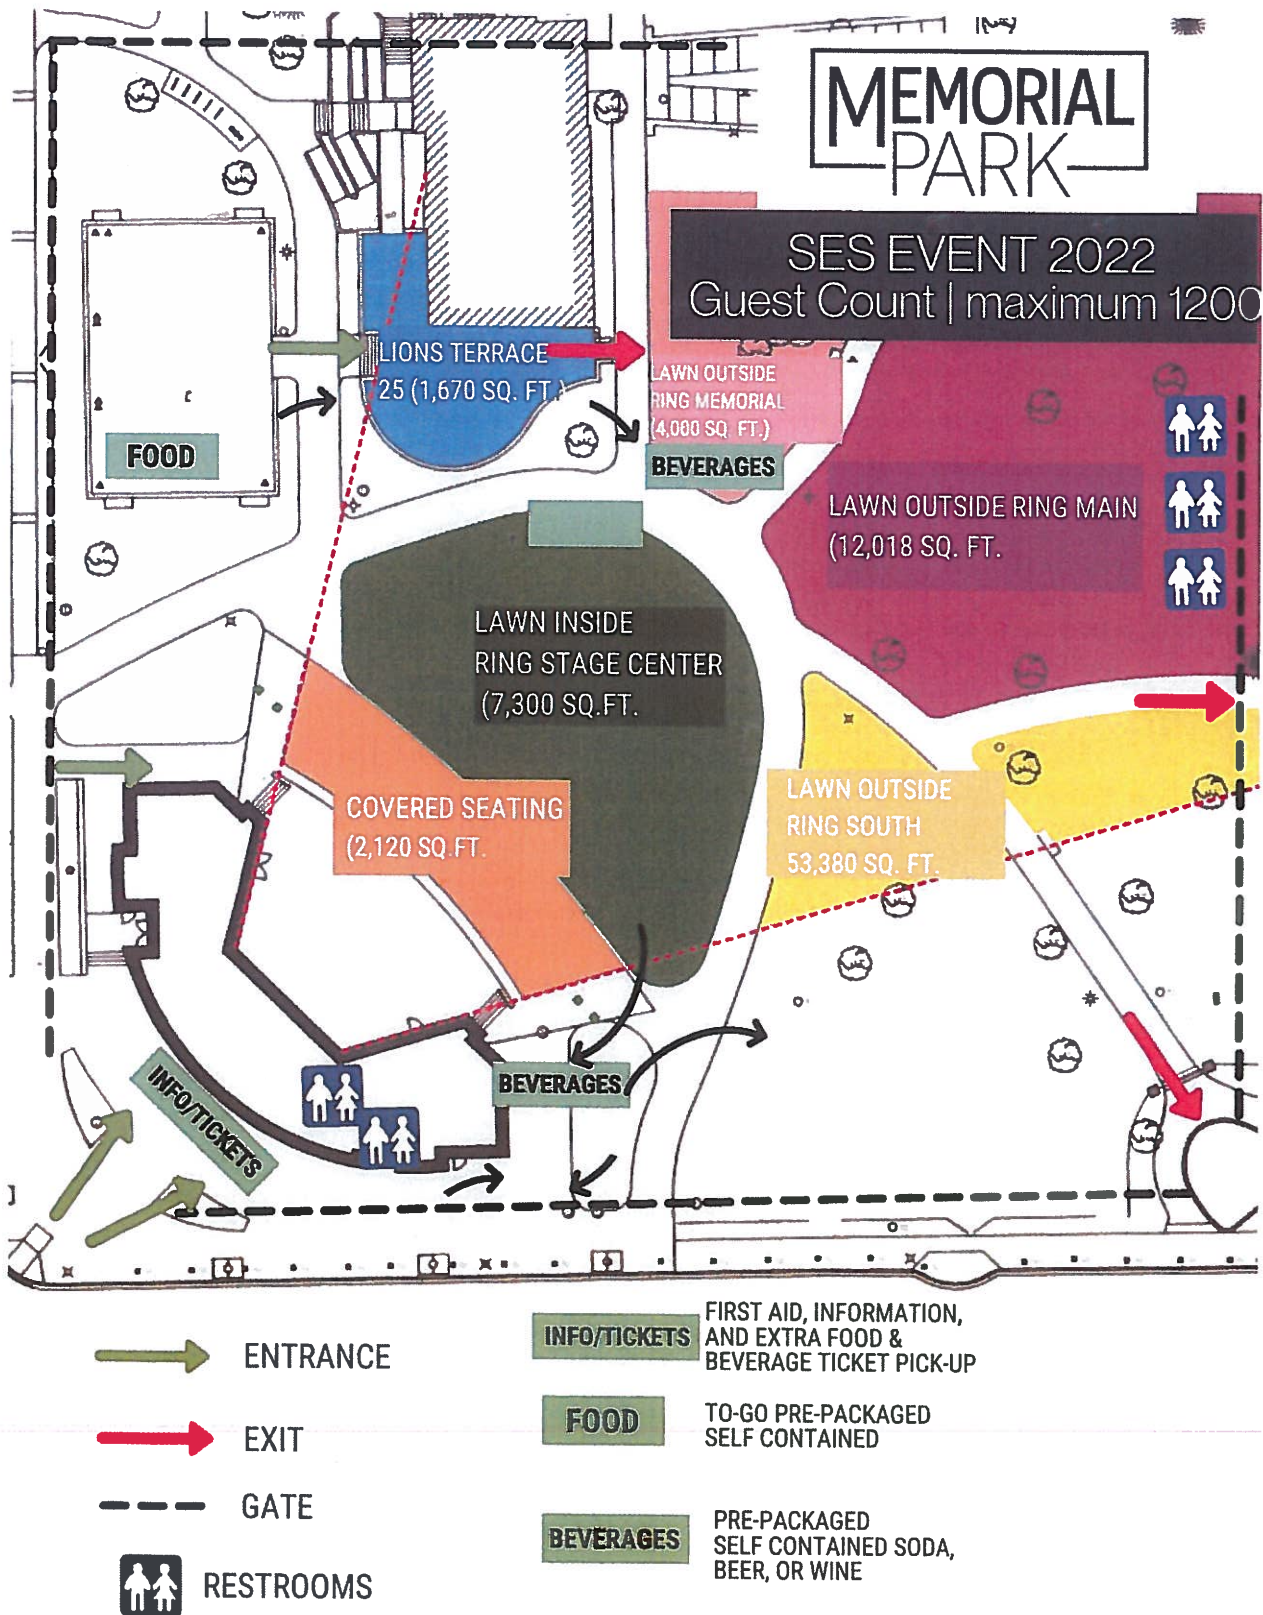 MEMORIAL
PARK
SES EVENT 2022
Guest Count | maximum 1200
LIONS TERRACE
25 (1,670 SQ. FT.)
LAWN OUTSIDE
RING MEMORIAL
(4,000 SQ. FT.)
FOOD
BEVERAGES
LAWN OUTSIDE RING MAIN
(12,018 SQ. FT.
LAWN INSIDE
RING STAGE CENTER
(7,300 SQ.FT.
COVERED SEATING
(2,120 SQ.FT.
LAWN OUTSIDE
RING SOUTH
53,380 SQ. FT.
INFO/TICKETS
BEVERAGES
ENTRANCE
EXIT
GATE
RESTROOMS
INFO/TICKETS
FIRST AID, INFORMATION,
AND EXTRA FOOD &
BEVERAGE TICKET PICK-UP
FOOD
TO-GO PRE-PACKAGED
SELF CONTAINED
BEVERAGES
PRE-PACKAGED
SELF CONTAINED SODA,
BEER, OR WINE